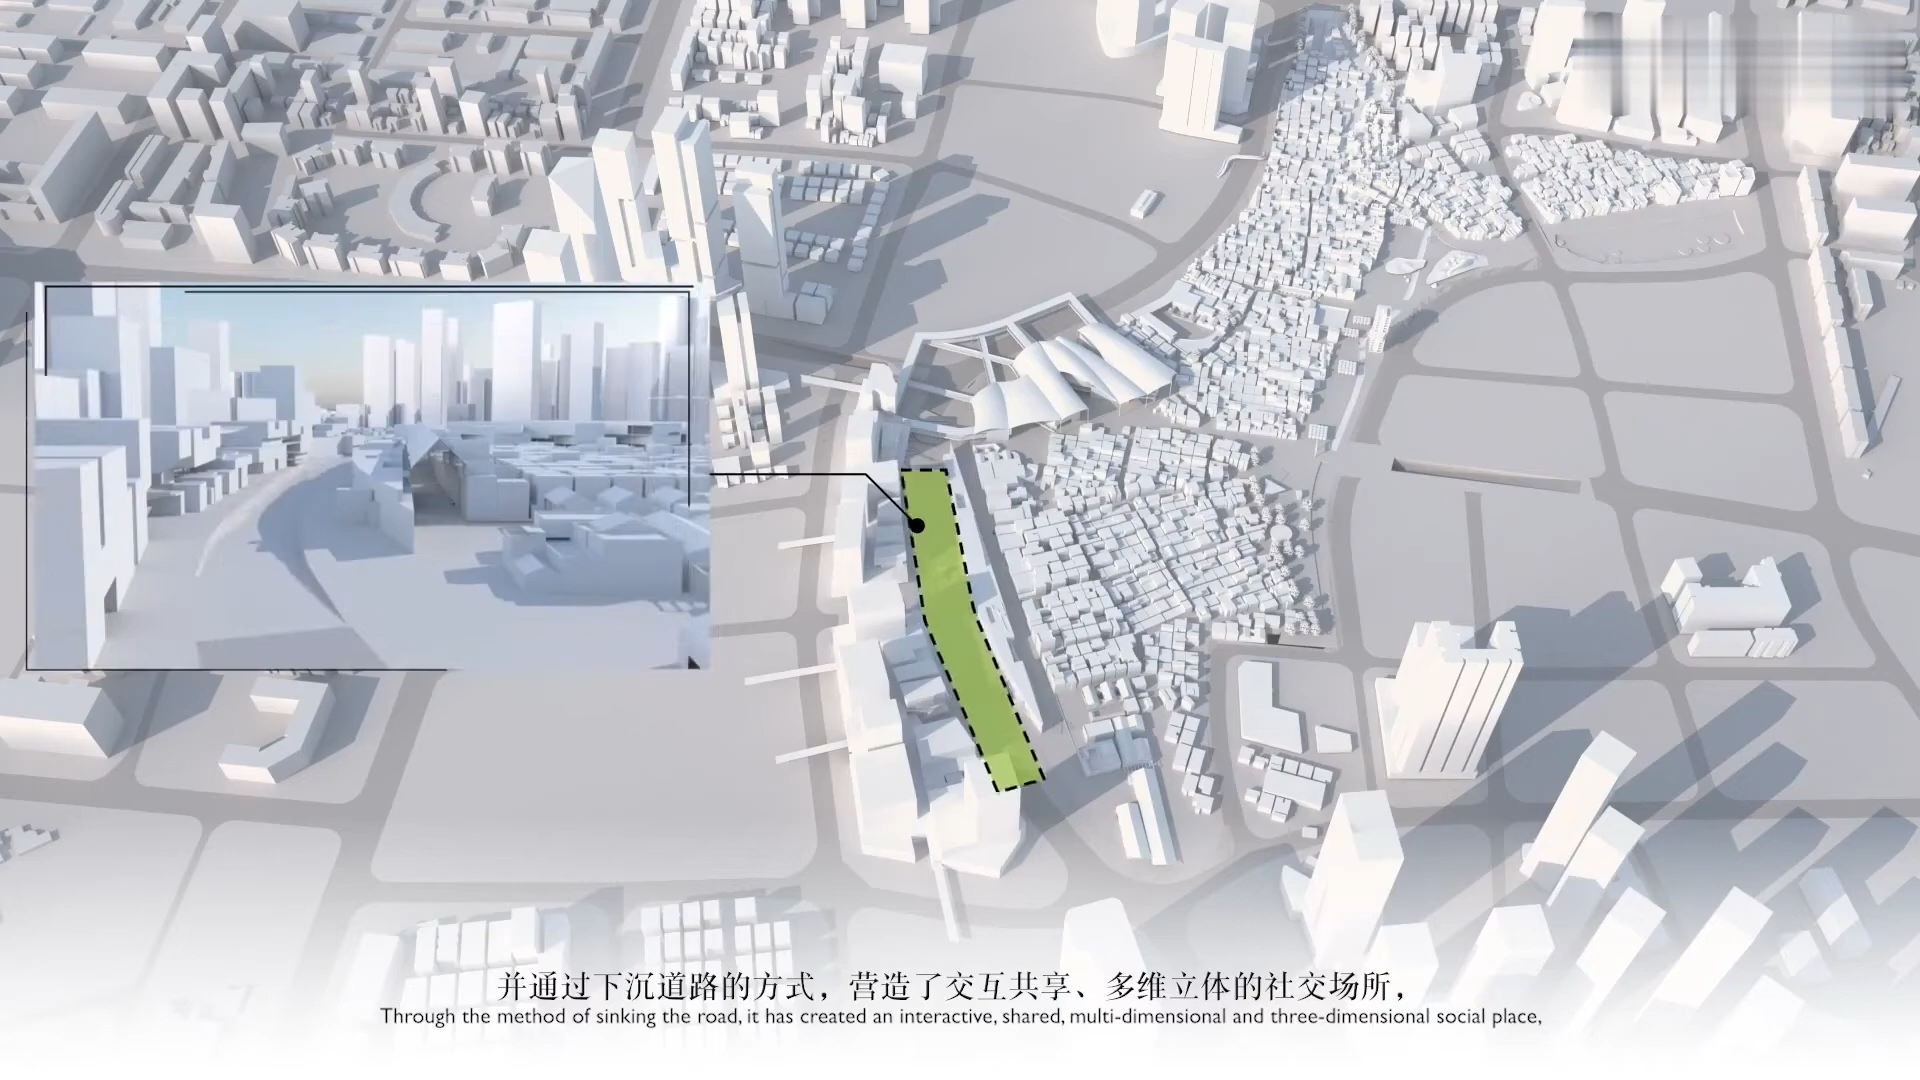 并通过下沉道路的方式，营造了交互共享、多维立体的社交场所，
Through the method of sinking the road, it has created an interactive, shared, multi-dimensional and three-dimensional social place,